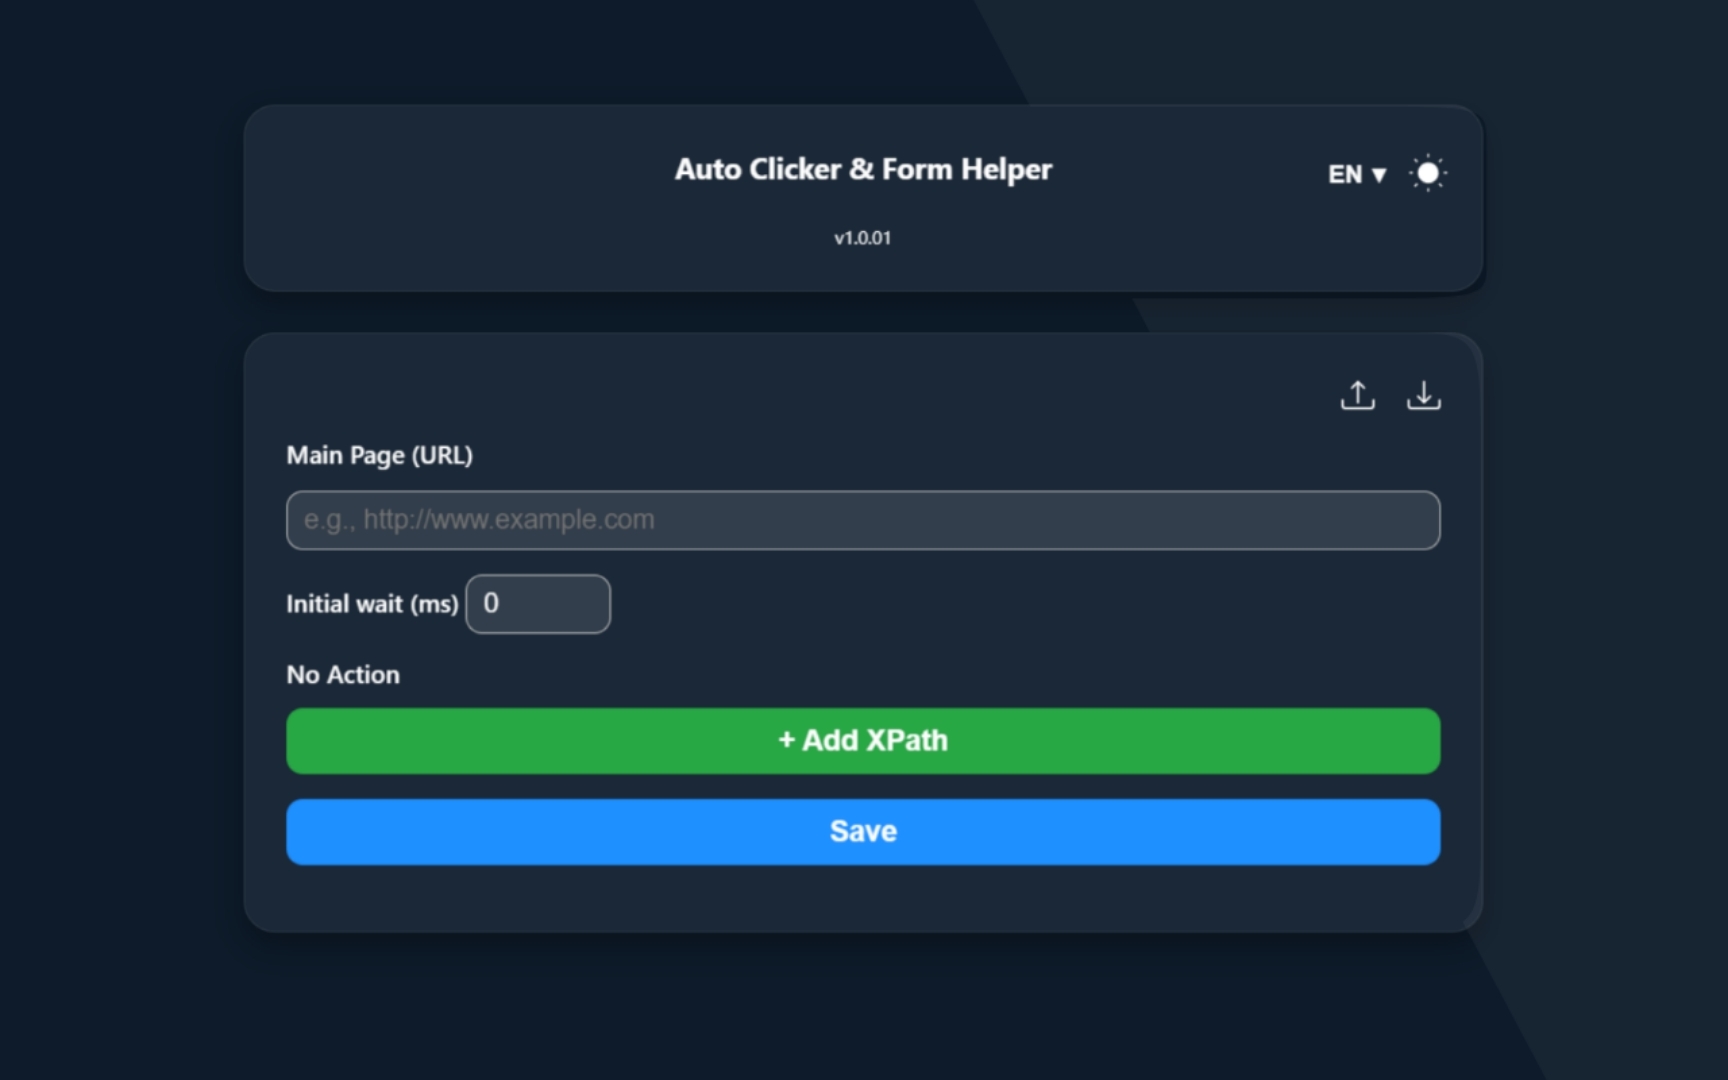 Auto Clicker & Form Helper
EN ▼
v1.0.01
Main Page (URL)
e.g., http://www.example.com
Initial wait (ms) 0
No Action
+ Add XPath
Save